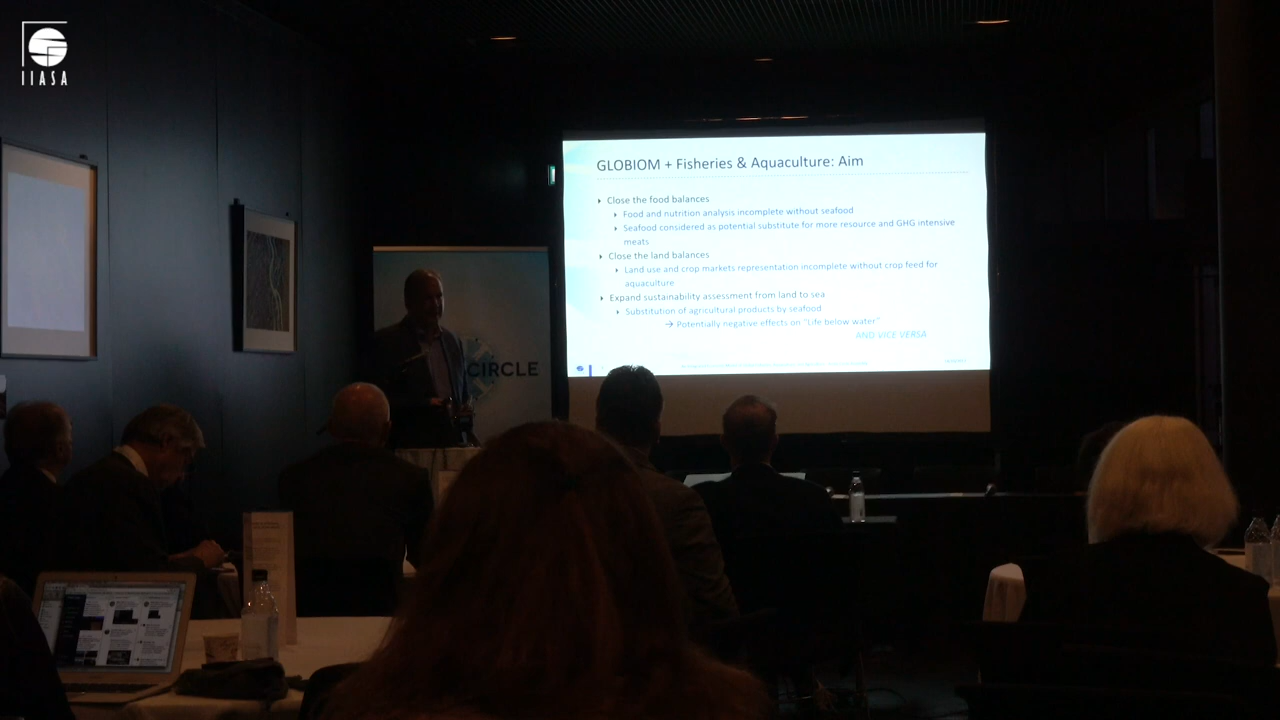 IIASA
GLOBIOM + Fisheries & Aquaculture: Aim
Close the food balances
Food and nutrition analysis incomplete without seafood
Seafood considered as potential substitute for more resource and GHG intensive
meats
Close the land balances
Land use and crop markets representation incomplete without crop feed for
aquaculture
Expand sustainability assessment from land to sea
Substitution of agricultural products by seafood
→ Potentially negative effects on "Life below water"
AND VICE VERSA
CIRCLE